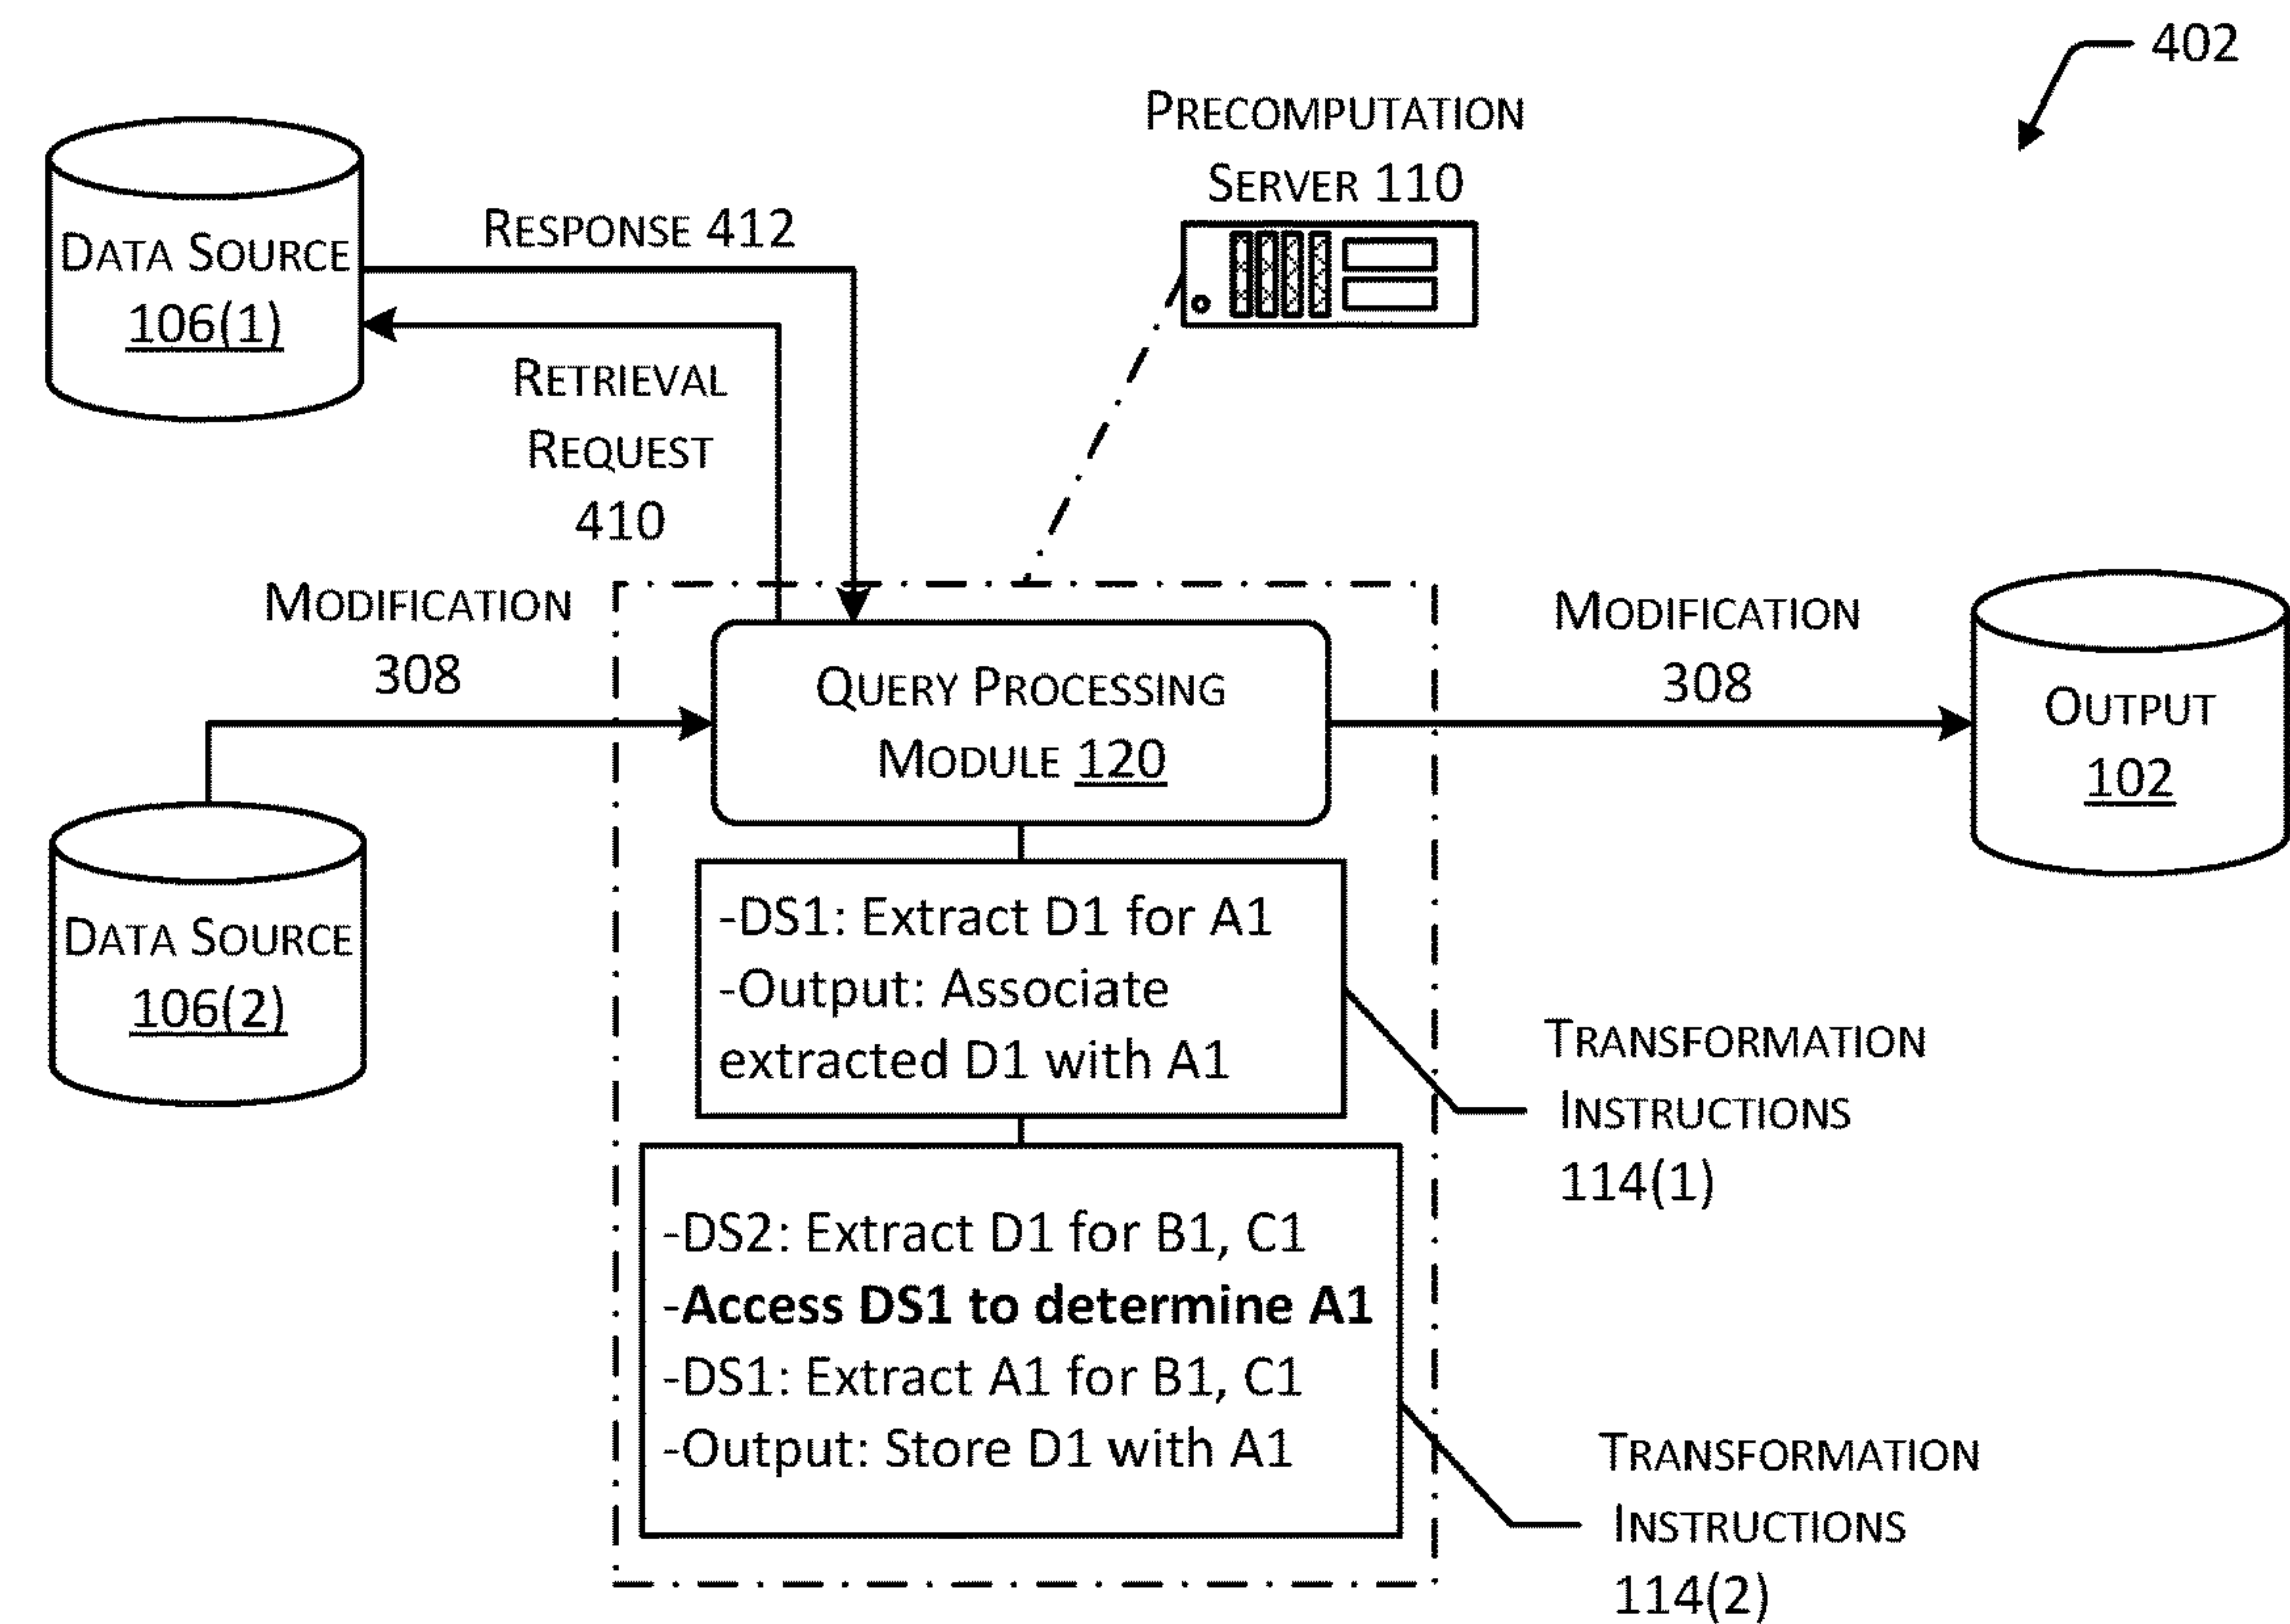 402
PRECOMPUTATION
SERVER 110
DATA SOURCE
106(1)
RESPONSE 412
RETRIEVAL
REQUEST
410
MODIFICATION
308
QUERY PROCESSING
MODULE 120
MODIFICATION
308
OUTPUT
102
DATA SOURCE
106(2)
-DS1: Extract D1 for A1
-Output: Associate
extracted D1 with A1
TRANSFORMATION
INSTRUCTIONS
114(1)
-DS2: Extract D1 for B1, C1
-Access DS1 to determine A1
-DS1: Extract A1 for B1, C1
-Output: Store D1 with A1
TRANSFORMATION
INSTRUCTIONS
114(2)